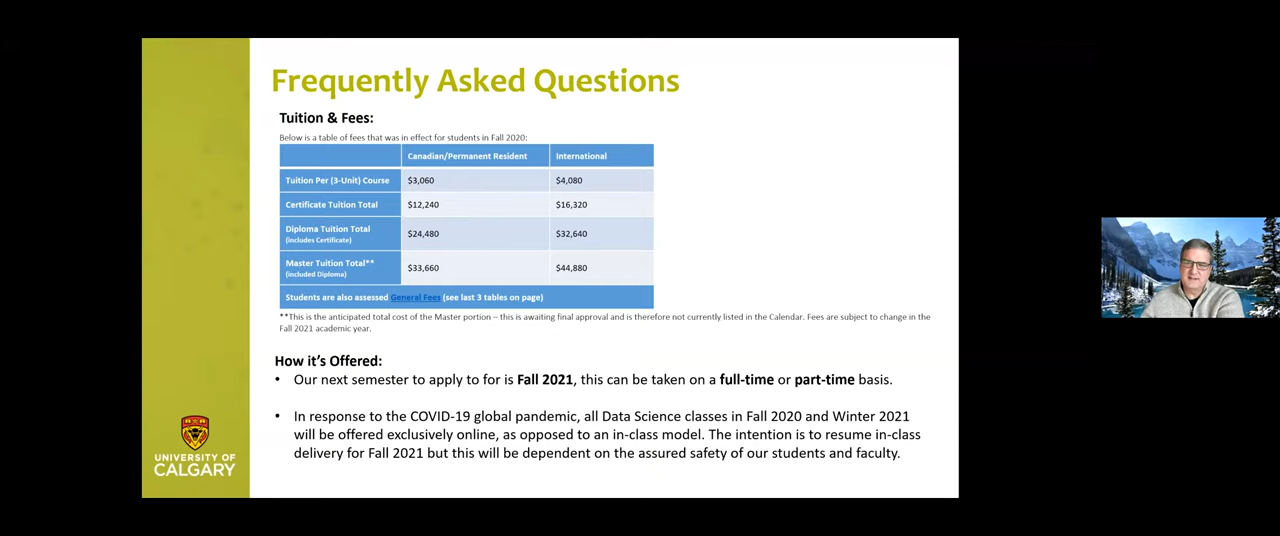 Frequently Asked Questions
Tuition & Fees:
Below is a table of fees that was in effect for students in Fall 2020:
Canadian/Permanent Resident International
Tuition Per (3-Unit) Course $3,060 $4,080
Certificate Tuition Total $12,240 $16,320
Diploma Tuition Total
(includes Certificate) $24,480 $32,640
Master Tuition Total**
(included Diploma) $33,660 $44,880
Students are also assessed General Fees (see last 3 tables on page)
**This is the anticipated total cost of the Master portion – this is awaiting final approval and is therefore not currently listed in the Calendar. Fees are subject to change in the
Fall 2021 academic year.
How it's Offered:
• Our next semester to apply to for is Fall 2021, this can be taken on a full-time or part-time basis.
• In response to the COVID-19 global pandemic, all Data Science classes in Fall 2020 and Winter 2021
will be offered exclusively online, as opposed to an in-class model. The intention is to resume in-class
delivery for Fall 2021 but this will be dependent on the assured safety of our students and faculty.
UNIVERSITY OF
CALGARY